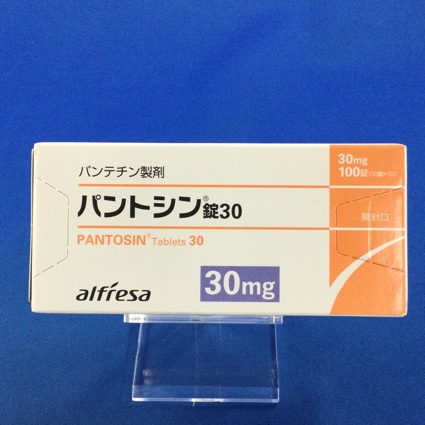 パンテチン製剤
パントシン®錠30
PANTOSIN® Tablets 30
30mg
alfresa
30mg
100錠(10錠×10)
開封口